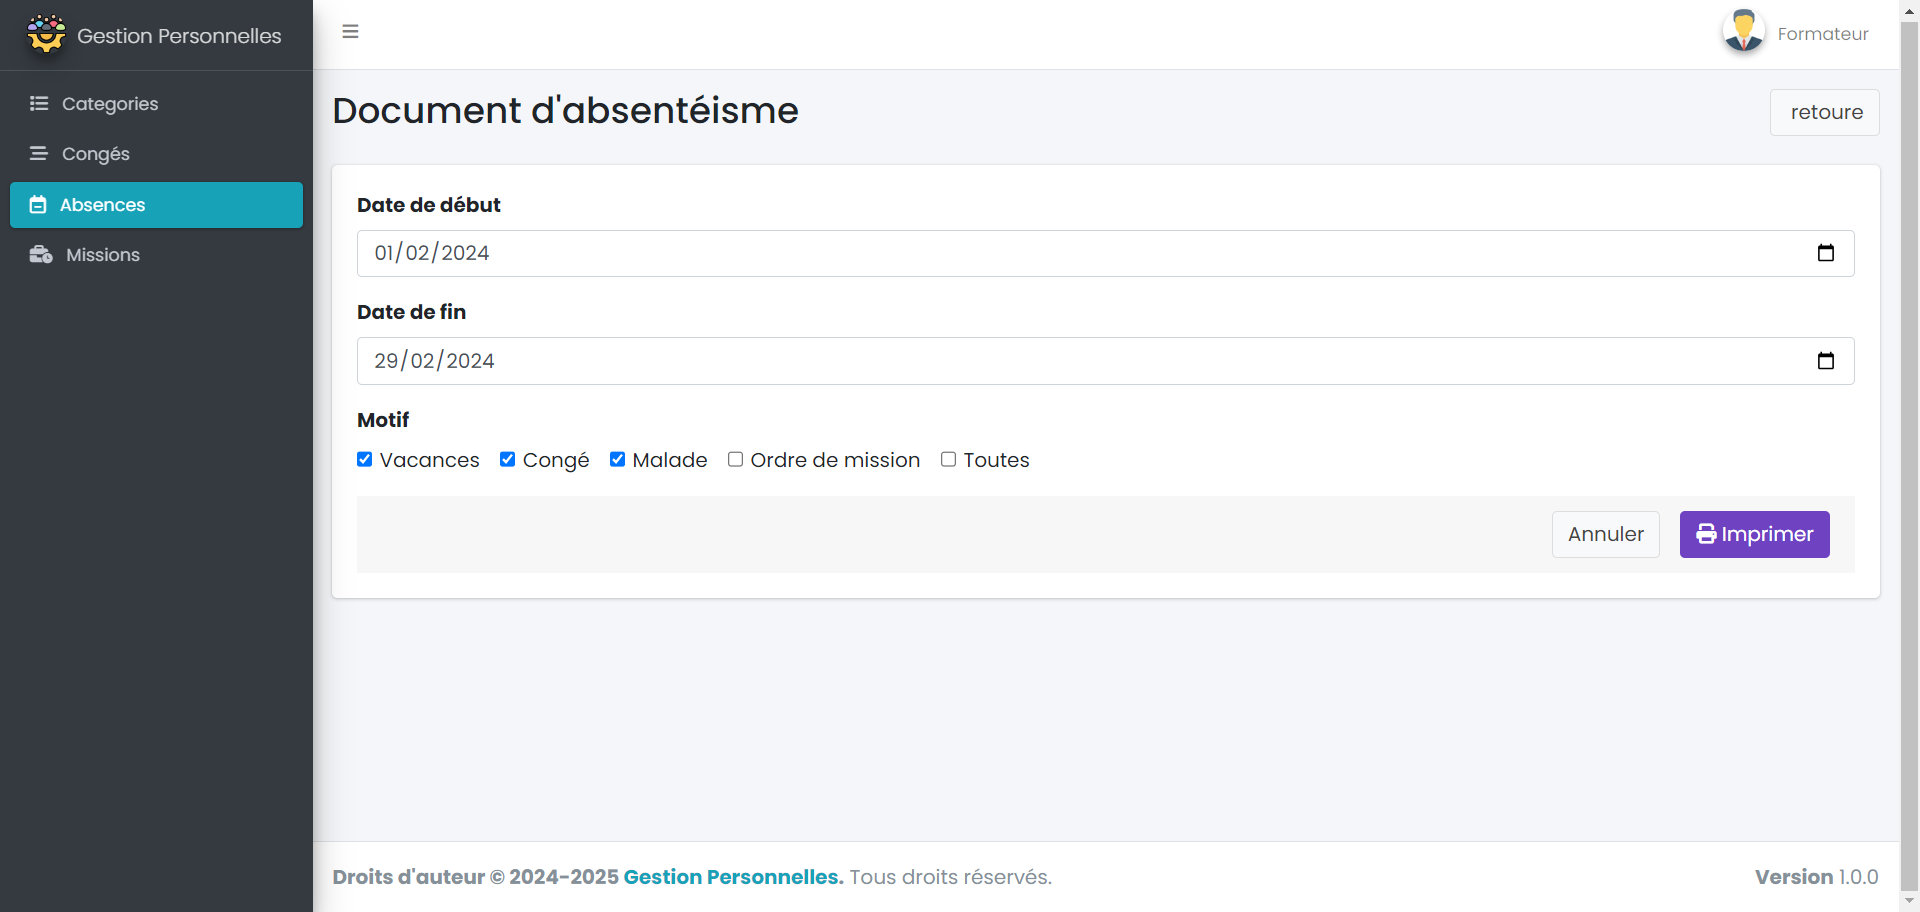 Gestion Personnelles
Categories
Congés
Absences
Missions
Formateur
Document d'absentéisme
retoure
Date de début
01/02/2024
Date de fin
29/02/2024
Motif
Vacances Congé Malade Ordre de mission Toutes
Annuler Imprimer
Droits d'auteur © 2024-2025 Gestion Personnelles. Tous droits réservés.
Version 1.0.0